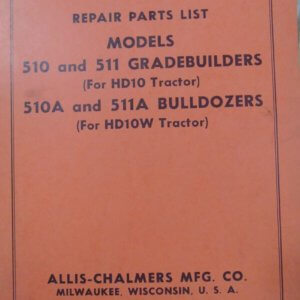 REPAIR PARTS LIST
MODELS
510 and 511 GRADEBUILDERS
(For HD10 Tractor)
510A and 511A BULLDOZERS
(For HD10W Tractor)
ALLIS-CHALMERS MFG. CO.
MILWAUKEE, WISCONSIN, U. S. A.